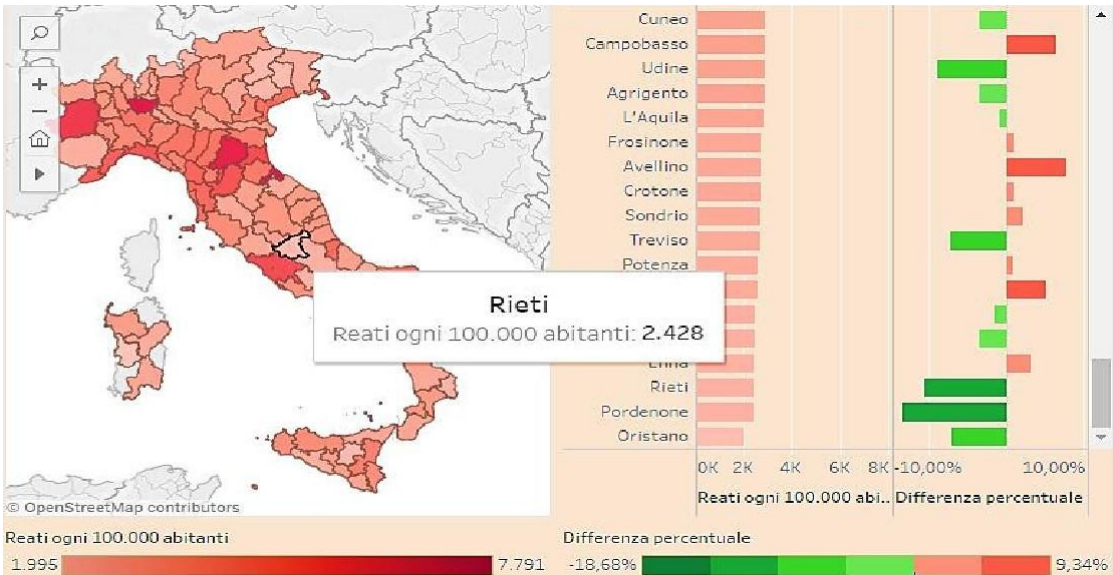 Cuneo
Campobasso
Udine
Agrigento
L'Aquila
Frosinone
Avellino
Crotone
Sondrio
Treviso
Potenza
Rieti
Reati ogni 100.000 abitanti: 2.428
Enna
Rieti
Pordenone
Oristano
0K 2K 4K 6K 8K -10,00% 10,00%
Reati ogni 100.000 abi.. Differenza percentuale
© OpenStreetMap contributors
Reati ogni 100.000 abitanti
1.995 7.791
Differenza percentuale
-18,68% 9,34%